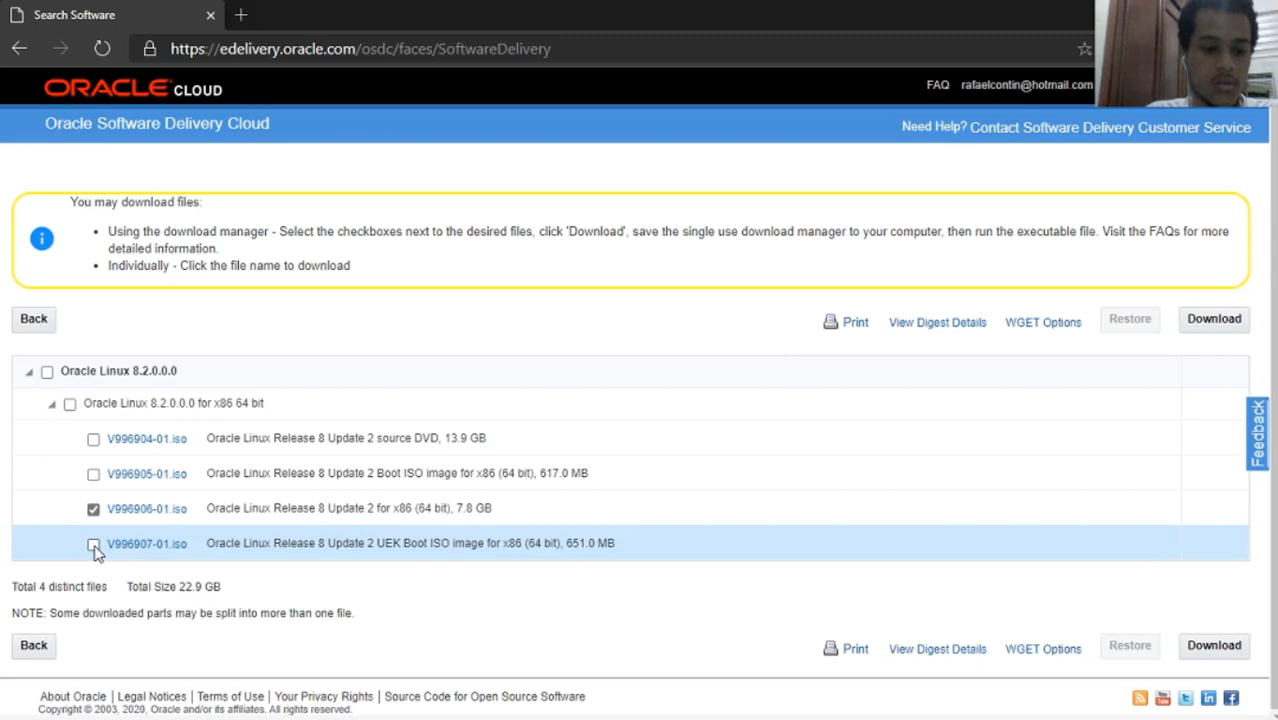 Search Software
https://edelivery.oracle.com/osdc/faces/SoftwareDelivery
ORACLE CLOUD
FAQ rafaelcontin@hotmail.com
Oracle Software Delivery Cloud
Need Help? Contact Software Delivery Customer Service
You may download files:
• Using the download manager - Select the checkboxes next to the desired files, click 'Download', save the single use download manager to your computer, then run the executable file. Visit the FAQs for more
detailed information.
• Individually - Click the file name to download
Back Print View Digest Details WGET Options Restore Download
Oracle Linux 8.2.0.0.0
Oracle Linux 8.2.0.0.0 for x86 64 bit
V996904-01.iso Oracle Linux Release 8 Update 2 source DVD, 13.9 GB
V996905-01.iso Oracle Linux Release 8 Update 2 Boot ISO image for x86 (64 bit), 617.0 MB
V996906-01.iso Oracle Linux Release 8 Update 2 for x86 (64 bit), 7.8 GB
V996907-01.iso Oracle Linux Release 8 Update 2 UEK Boot ISO image for x86 (64 bit), 651.0 MB
Feedback
Total 4 distinct files Total Size 22.9 GB
NOTE: Some downloaded parts may be split into more than one file.
Back Print View Digest Details WGET Options Restore Download
About Oracle | Legal Notices | Terms of Use | Your Privacy Rights | Source Code for Open Source Software
Copyright © 2003, 2020, Oracle and/or its affiliates. All rights reserved.